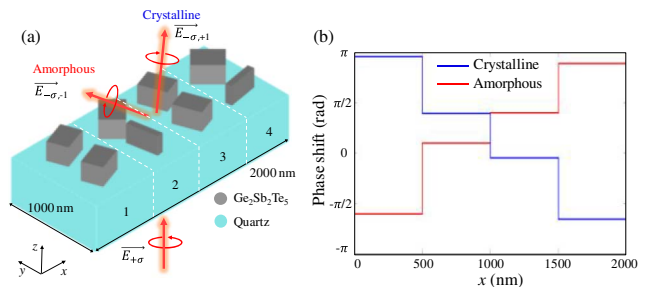 (a)
Crystalline
E₋σ,₊₁
Amorphous
E₋σ,₋₁
1
2
3
4
2000 nm
1000 nm
Ge₂Sb₂Te₅
Quartz
E₊σ
z
y
x
(b)
Phase shift (rad)
π
π/2
0
-π/2
-π
Crystalline
Amorphous
0 500 1000 1500 2000
x (nm)